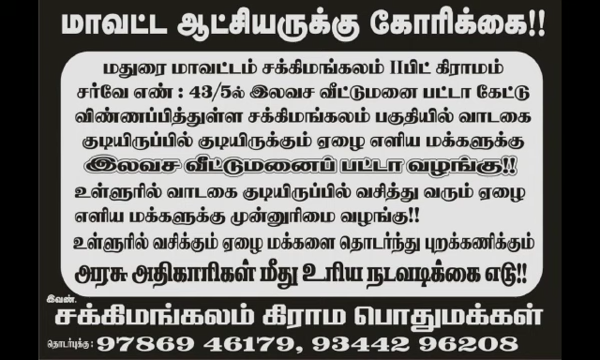 மாவட்ட ஆட்சியருக்கு கோரிக்கை!!
மதுரை மாவட்டம் சக்கிமங்கலம் IIபிட் கிராமம்
சர்வே எண் : 43/5ல் இலவச வீட்டுமனை பட்டா கேட்டு
விண்ணப்பித்துள்ள சக்கிமங்கலம் பகுதியில் வாடகை
குடியிருப்பில் குடியிருக்கும் ஏழை எளிய மக்களுக்கு
இலவச வீட்டுமனைப் பட்டா வழங்கு!!
உள்ளுரில் வாடகை குடியிருப்பில் வசித்து வரும் ஏழை
எளிய மக்களுக்கு முன்னுரிமை வழங்கு!!
உள்ளுரில் வசிக்கும் ஏழை மக்களை தொடர்ந்து புறக்கணிக்கும்
அரசு அதிகாரிகள் மீது உரிய நடவடிக்கை எடு!!
இவண்.
சக்கிமங்கலம் கிராம பொதுமக்கள்
தொடர்புக்கு : 97869 46179, 93442 96208